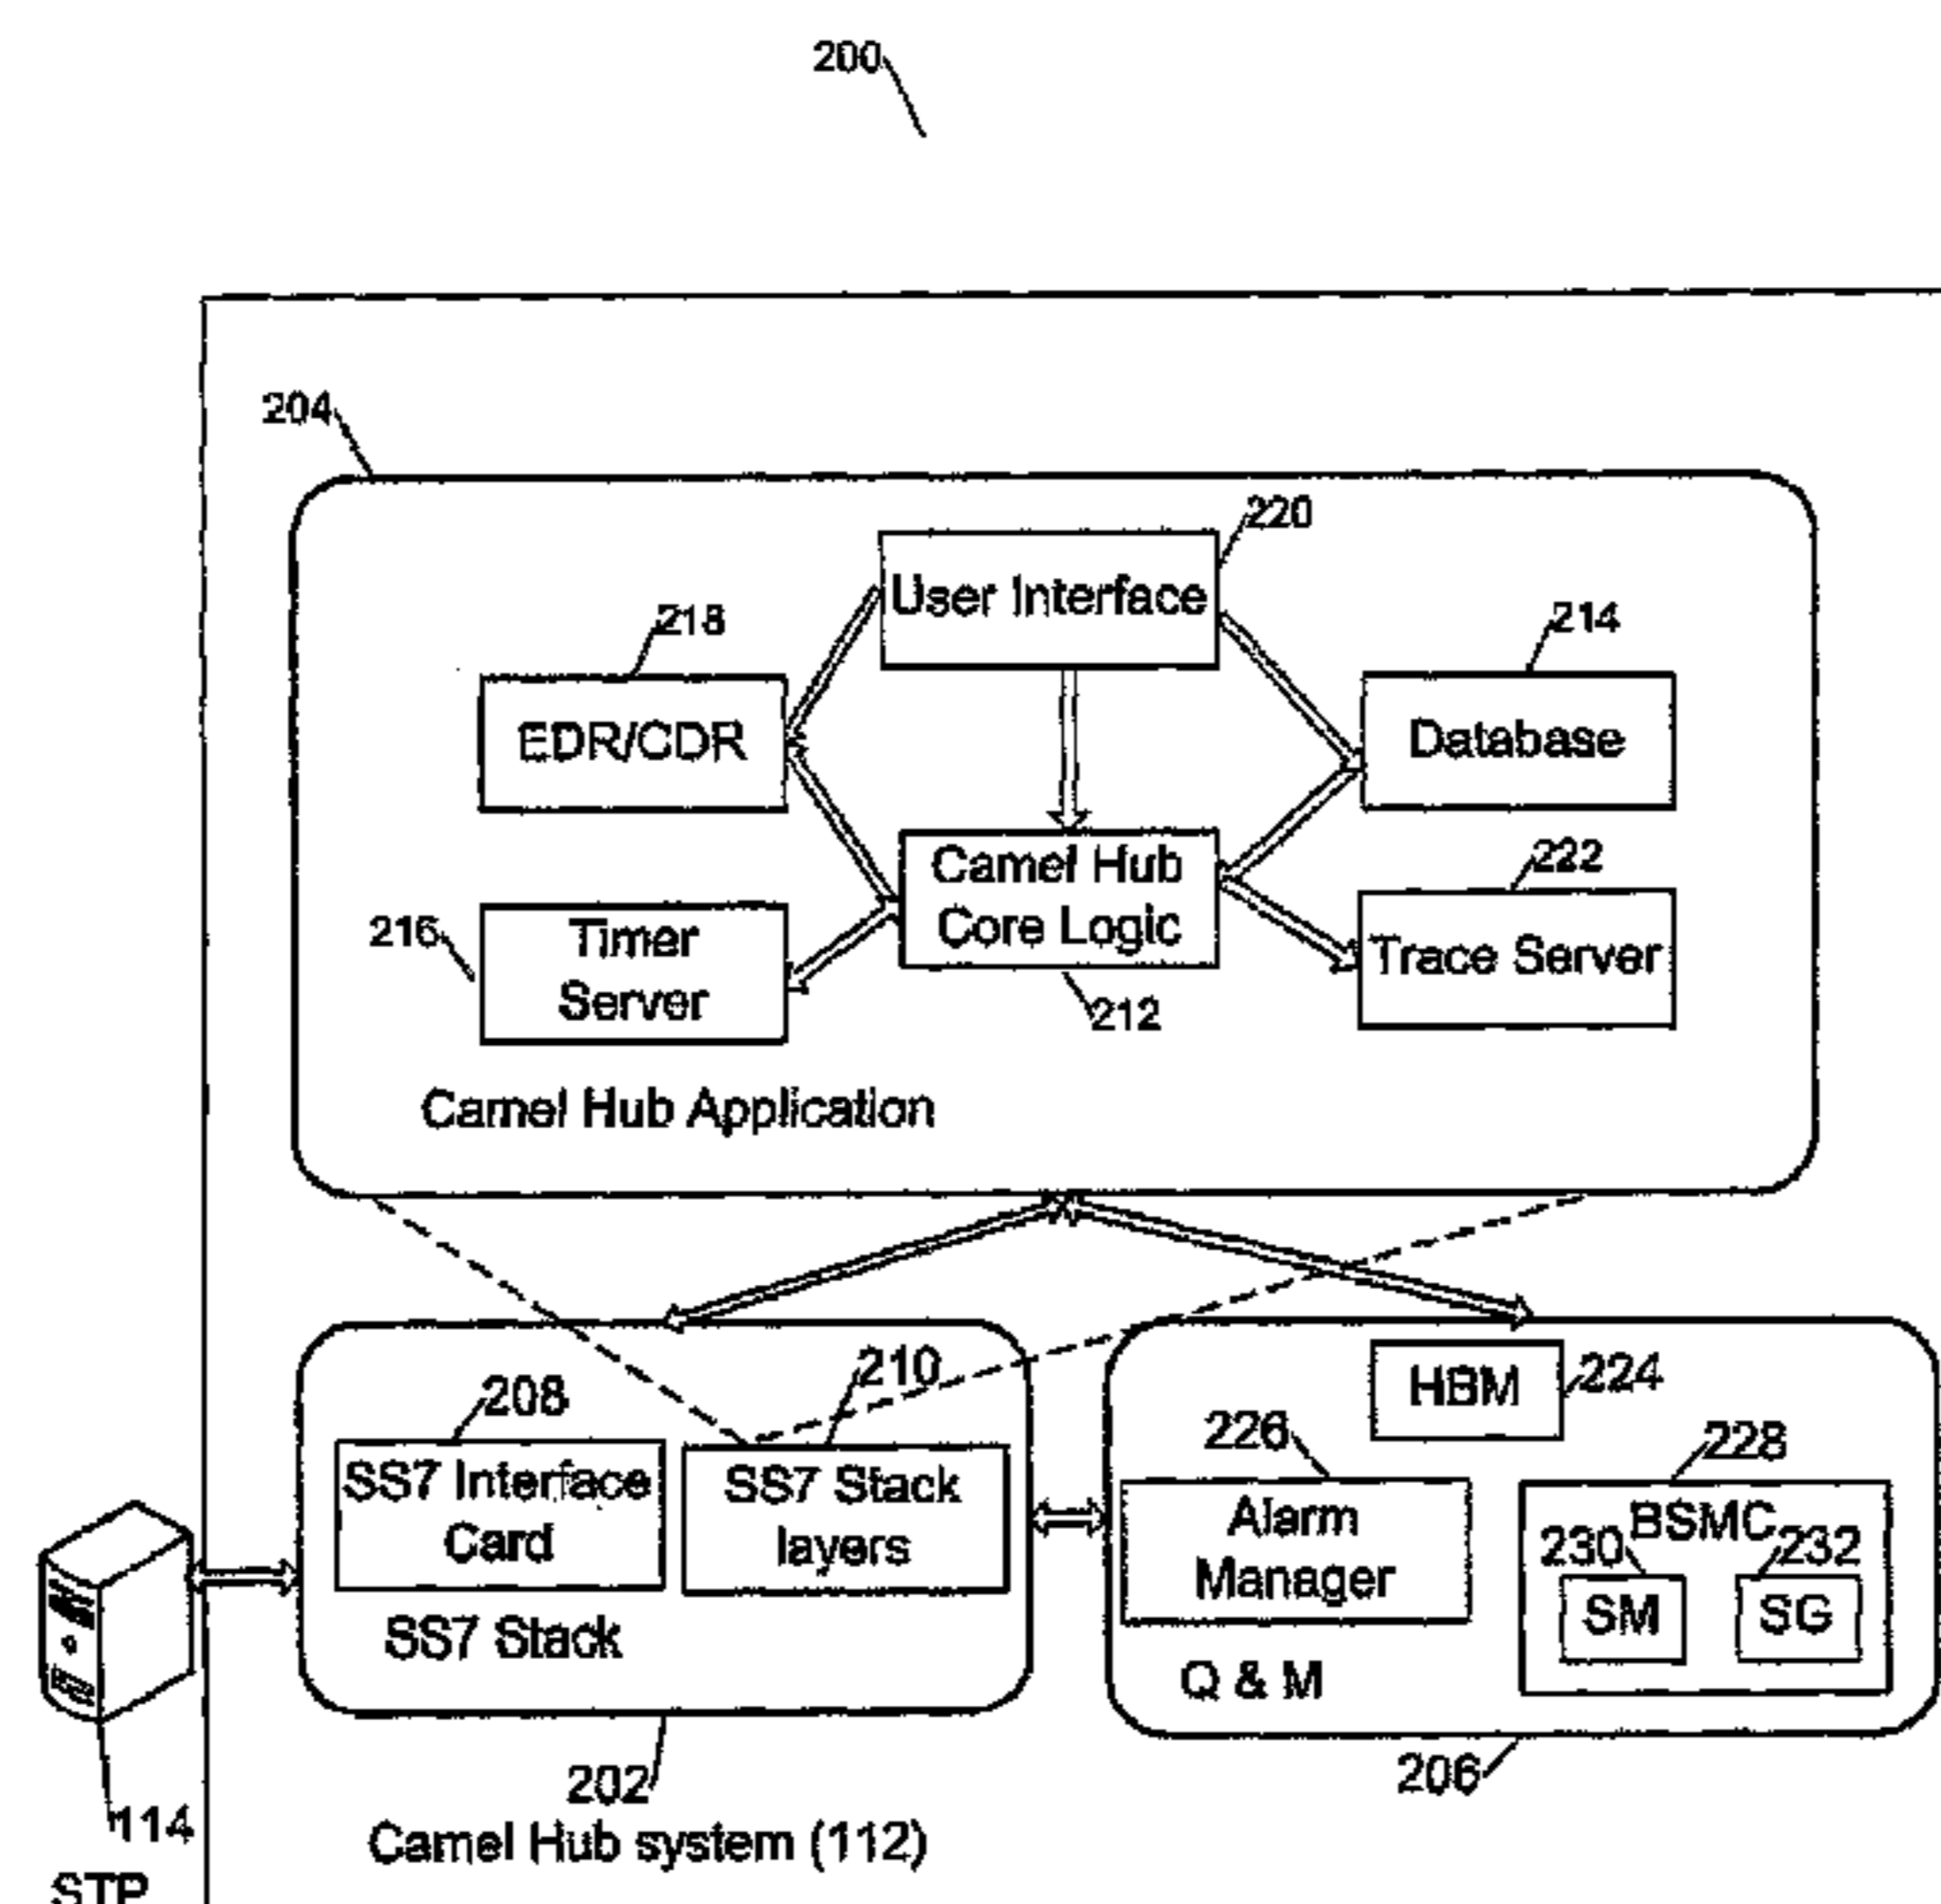 200
204
220
User Interface
218
214
EDR/CDR
Database
Camel Hub
Core Logic
222
216
Timer
Server
Trace Server
212
Camel Hub Application
HBM
224
208
210
226
228
SS7 Interface
Card
SS7 Stack
layers
Alarm
Manager
BSMC
230
232
SM
SG
SS7 Stack
Q & M
202
206
114
STP
Camel Hub system (112)